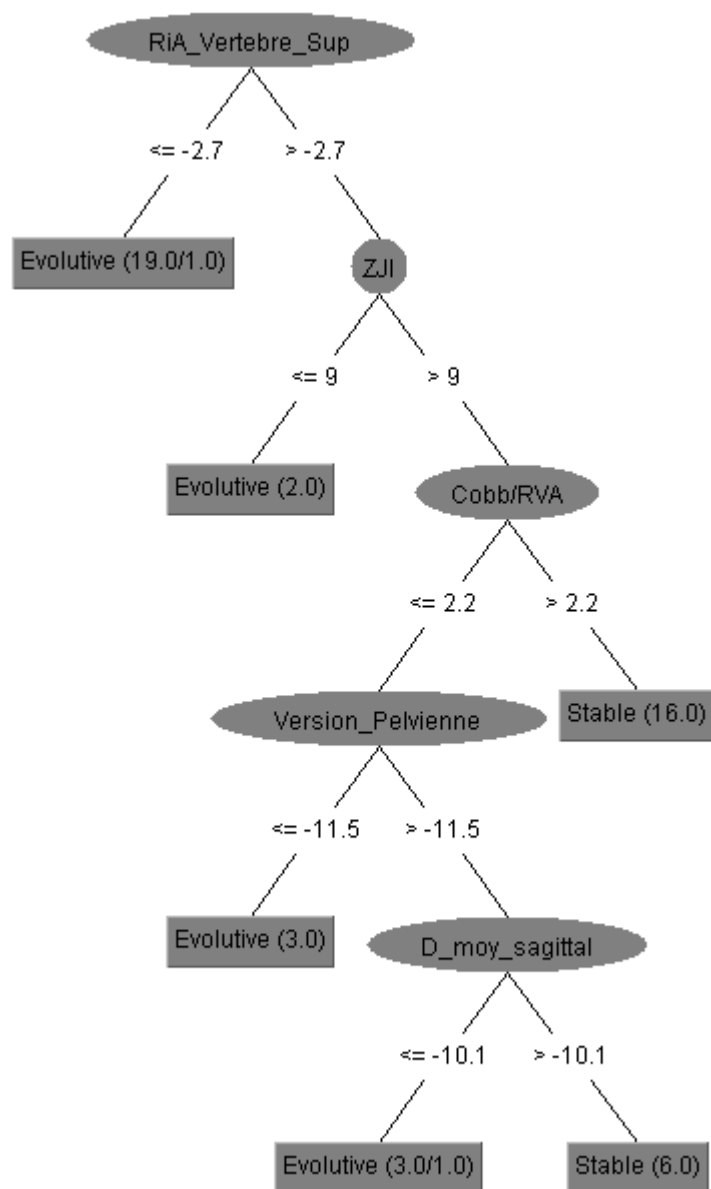 RiA_Vertebre_Sup
<= -2.7 > -2.7
Evolutive (19.0/1.0)
ZJI
<= 9 > 9
Evolutive (2.0)
Cobb/RVA
<= 2.2 > 2.2
Version_Pelvienne
Stable (16.0)
<= -11.5 > -11.5
Evolutive (3.0)
D_moy_sagittal
<= -10.1 > -10.1
Evolutive (3.0/1.0)
Stable (6.0)